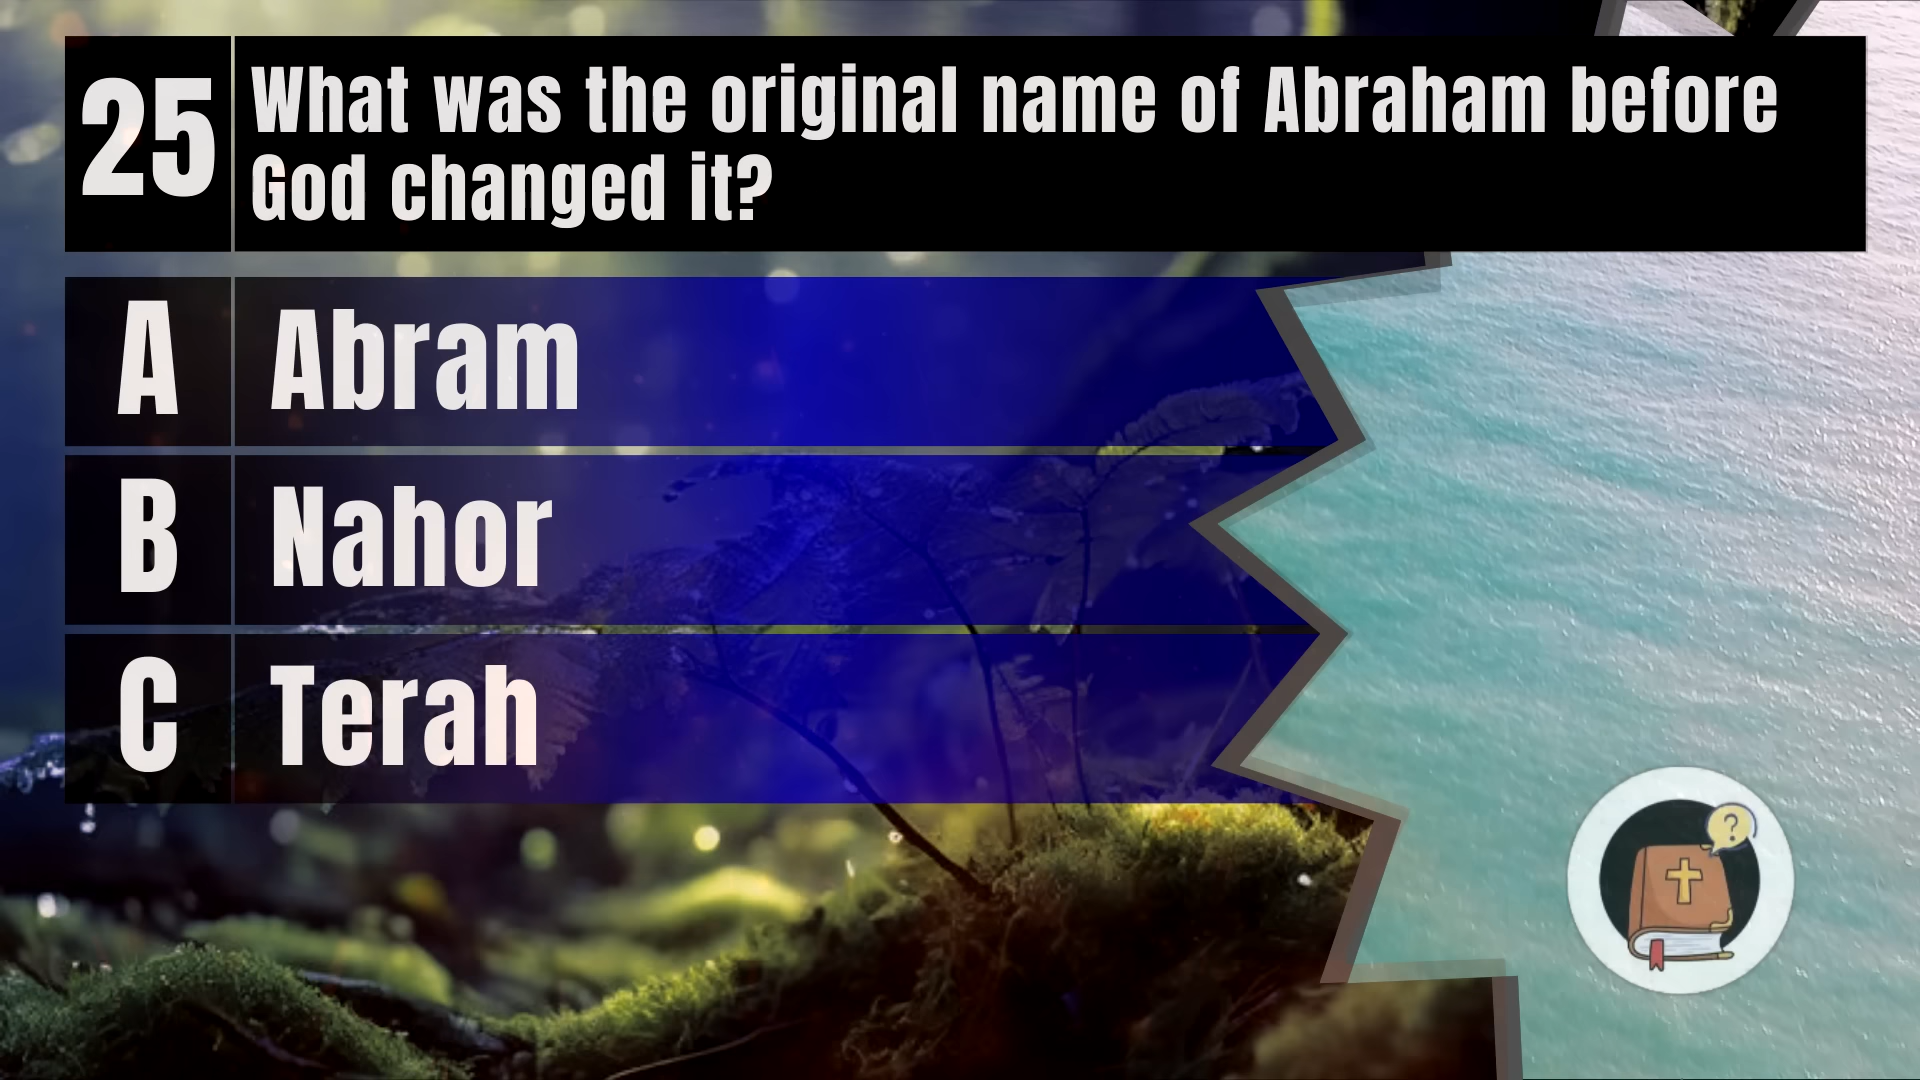 25
What was the original name of Abraham before
God changed it?
A
Abram
B
Nahor
C
Terah
?